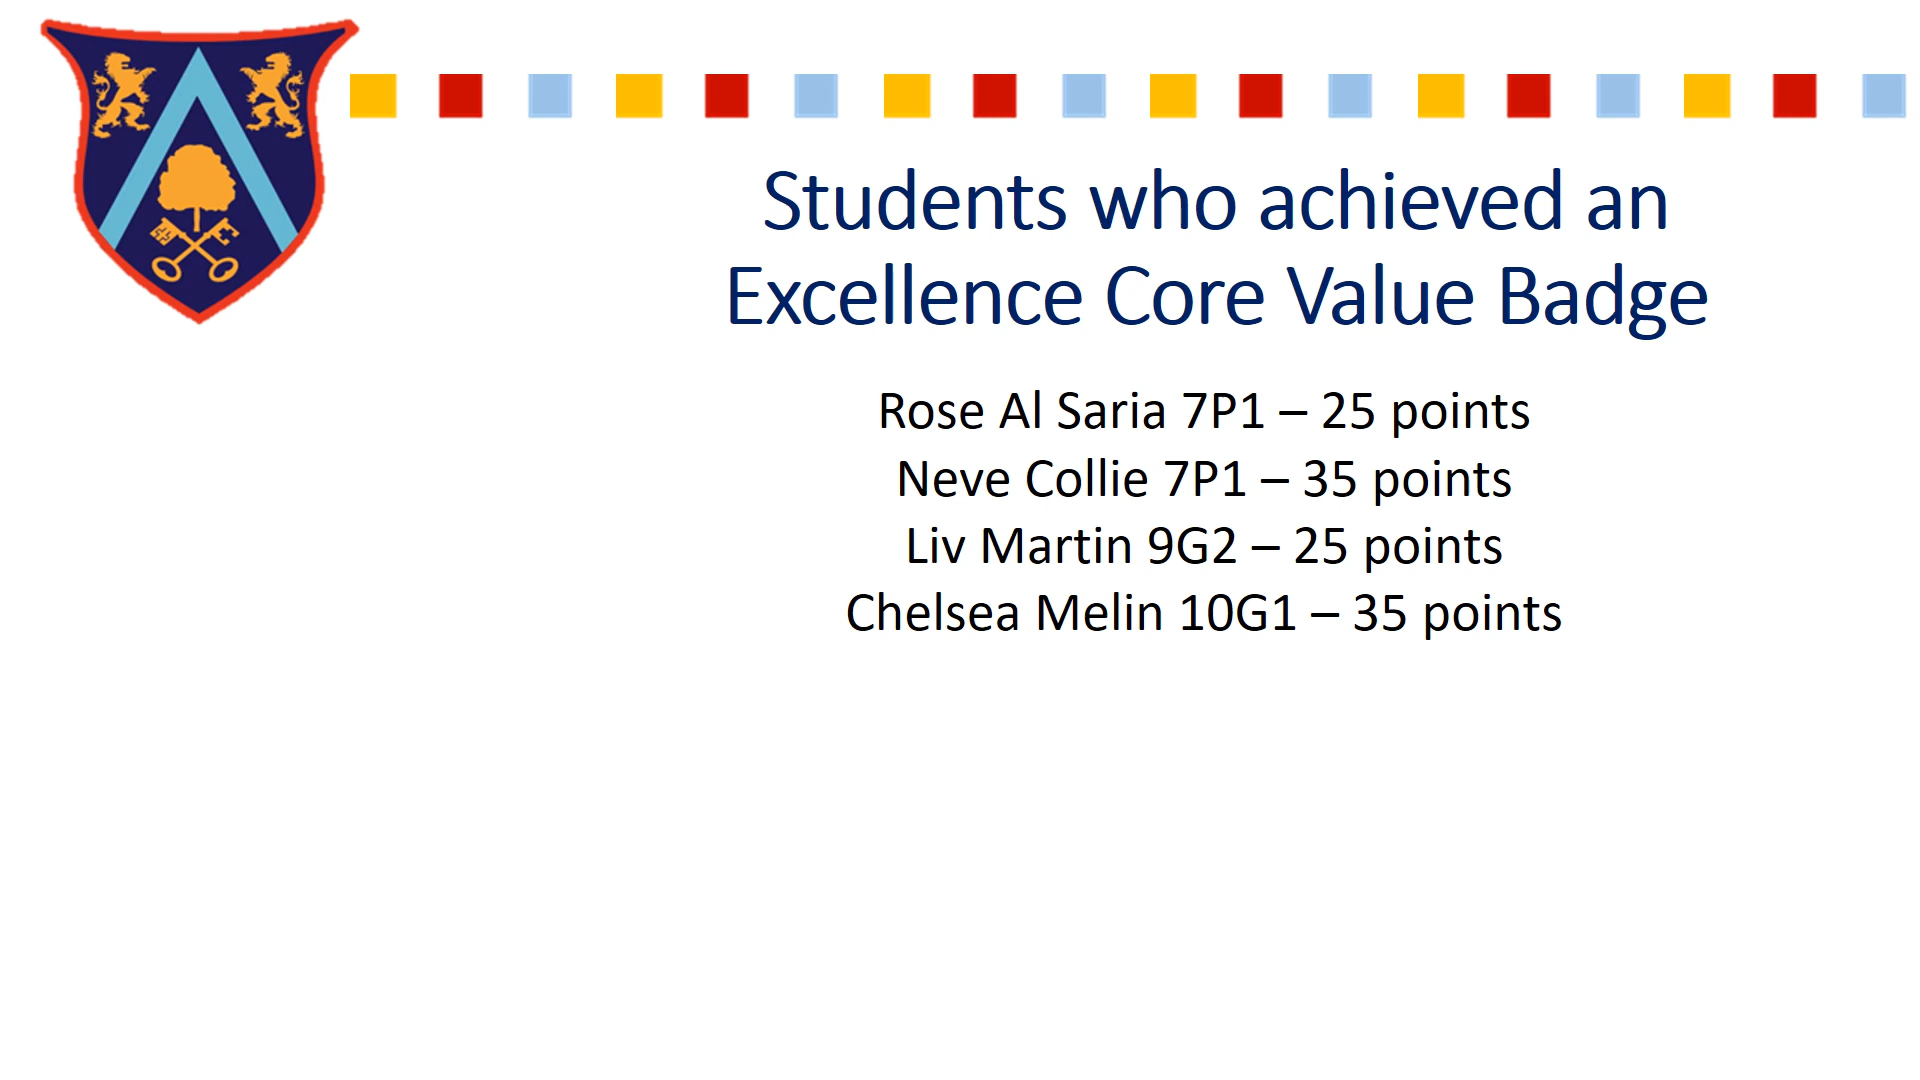 Students who achieved an
Excellence Core Value Badge
Rose Al Saria 7P1 – 25 points
Neve Collie 7P1 – 35 points
Liv Martin 9G2 – 25 points
Chelsea Melin 10G1 – 35 points